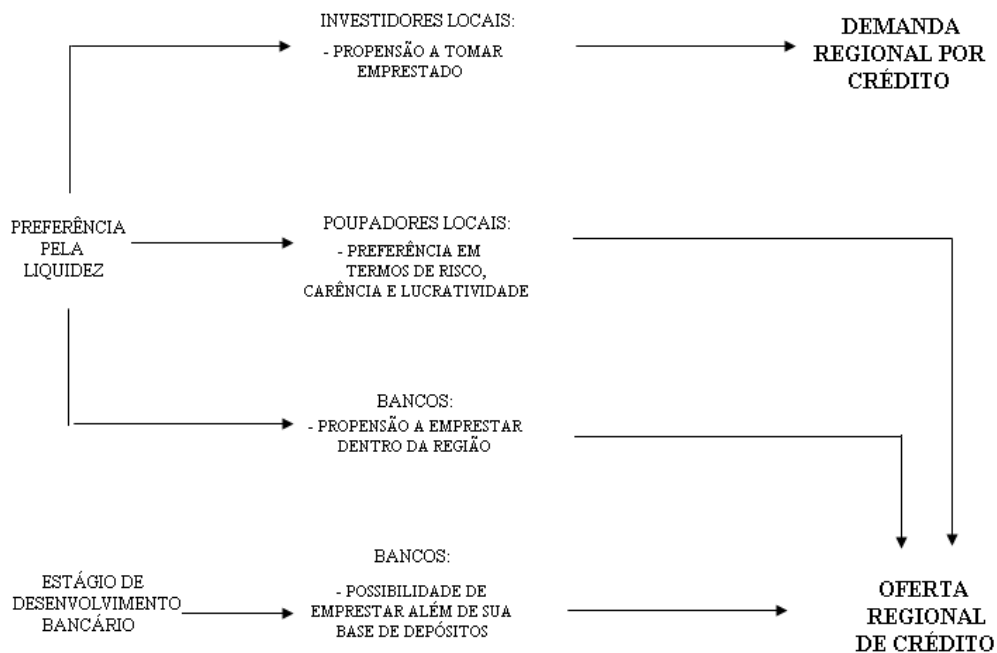 INVESTIDORES LOCAIS:
- PROPENSÃO A TOMAR
EMPRESTADO
DEMANDA
REGIONAL POR
CRÉDITO
PREFERÊNCIA
PELA
LIQUIDEZ
POUPADORES LOCAIS:
- PREFERÊNCIA EM
TERMOS DE RISCO,
CARÊNCIA E LUCRATIVIDADE
BANCOS:
- PROPENSÃO A EMPRESTAR
DENTRO DA REGIÃO
ESTÁGIO DE
DESENVOLVIMENTO
BANCÁRIO
BANCOS:
- POSSIBILIDADE DE
EMPRESTAR ALÉM DE SUA
BASE DE DEPÓSITOS
OFERTA
REGIONAL
DE CRÉDITO